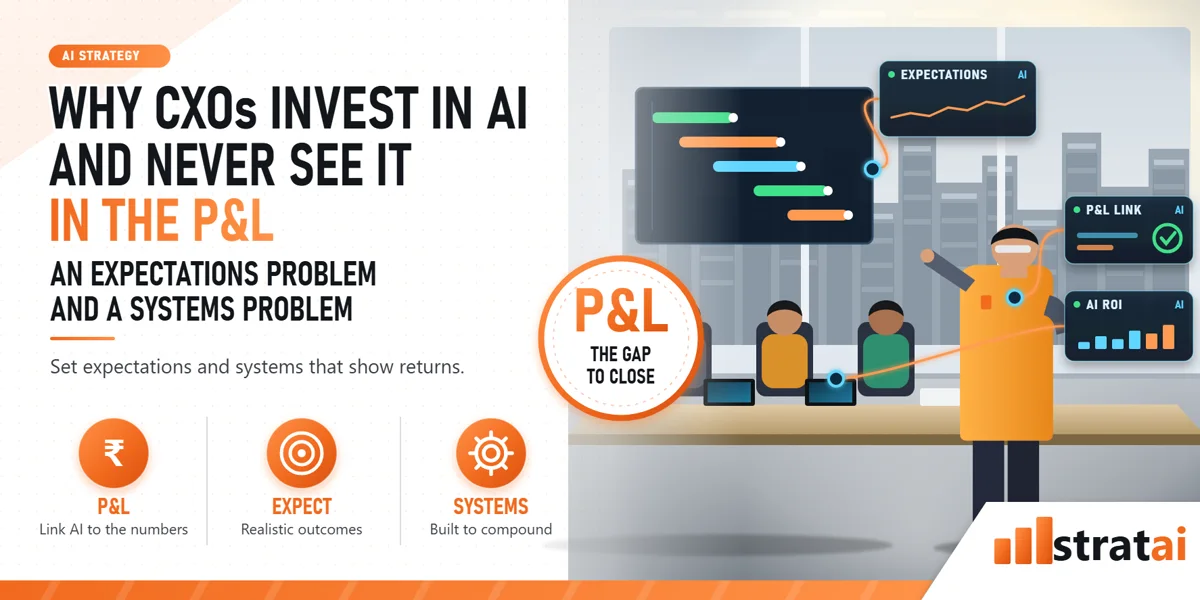 AI STRATEGY
WHY CXOs INVEST IN AI
AND NEVER SEE IT
IN THE P&L
AN EXPECTATIONS PROBLEM
AND A SYSTEMS PROBLEM
Set expectations and systems that show returns.
₹
P&L
Link AI to the numbers
EXPECT
Realistic outcomes
SYSTEMS
Built to compound
P&L
THE GAP
TO CLOSE
EXPECTATIONS AI
P&L LINK AI
AI ROI AI
stratai